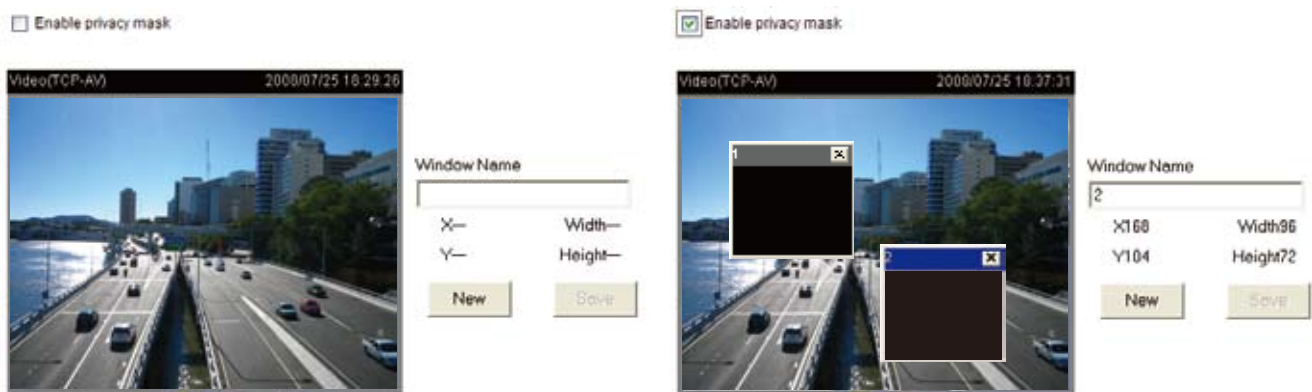 Enable privacy mask
Video(TCP-AV) 2008/07/25 18:29:26
Window Name
X— Width—
Y— Height—
New Save
Enable privacy mask
Video(TCP-AV) 2008/07/25 18:37:31
1
2
Window Name
2
X168 Width96
Y104 Height72
New Save